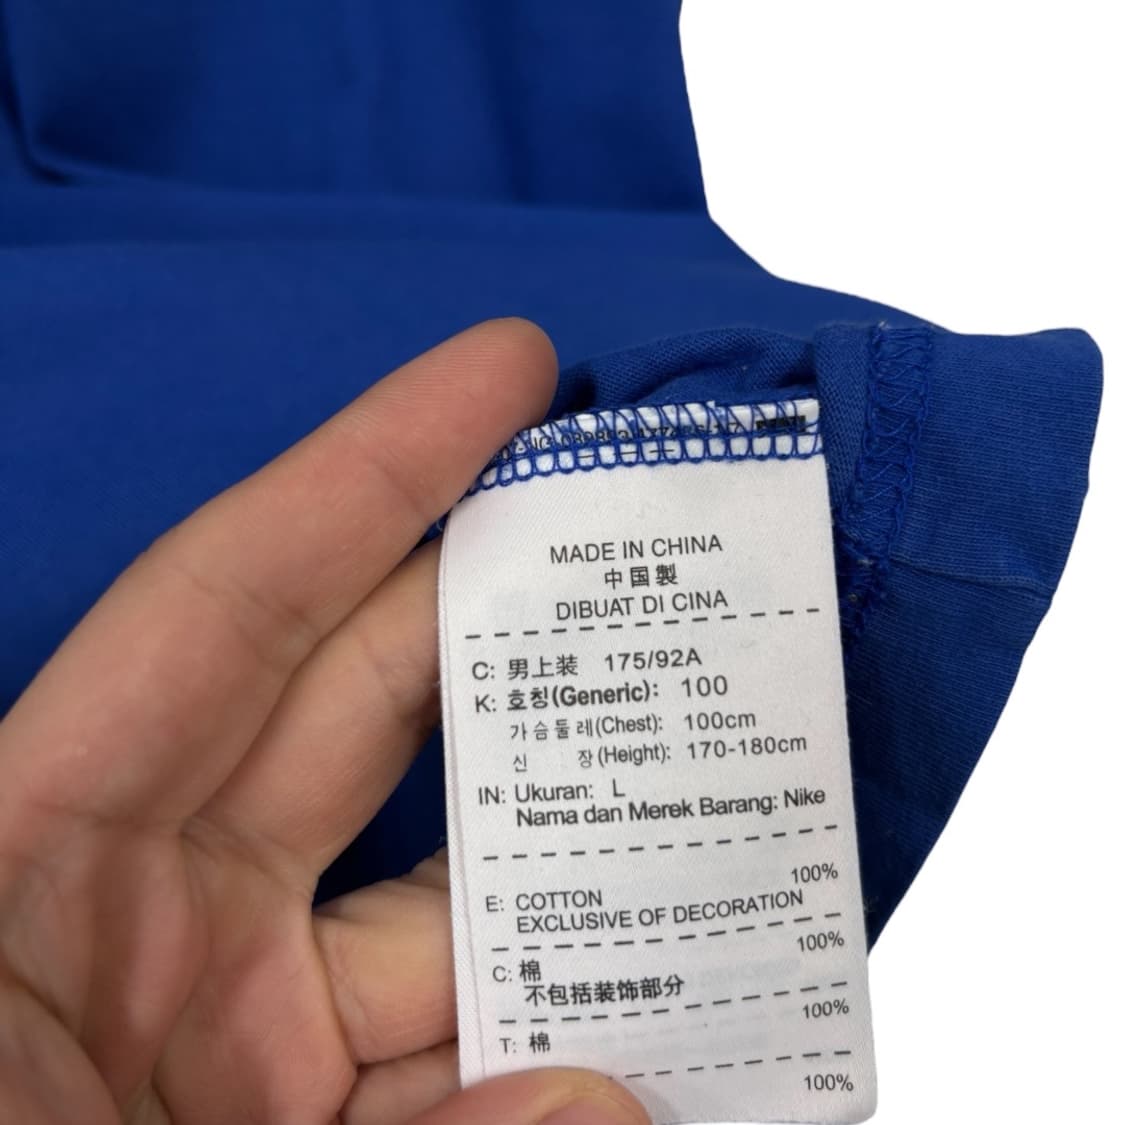 MADE IN CHINA
中国製
DIBUAT DI CINA
C: 男上装 175/92A
K: 호칭(Generic): 100
가슴둘레(Chest): 100cm
신 장(Height): 170-180cm
IN: Ukuran: L
Nama dan Merek Barang: Nike
100%
E: COTTON
EXCLUSIVE OF DECORATION
100%
C: 棉
不包括装饰部分
100%
T: 棉
100%